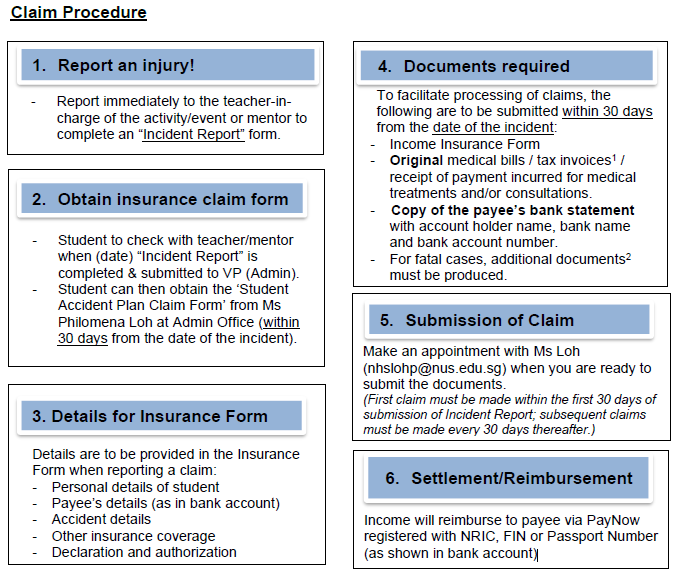 Claim Procedure
1. Report an injury!
- Report immediately to the teacher-in-
charge of the activity/event or mentor to
complete an “Incident Report” form.
2. Obtain insurance claim form
- Student to check with teacher/mentor
when (date) “Incident Report” is
completed & submitted to VP (Admin).
- Student can then obtain the ‘Student
Accident Plan Claim Form’ from Ms
Philomena Loh at Admin Office (within
30 days from the date of the incident).
3. Details for Insurance Form
Details are to be provided in the Insurance
Form when reporting a claim:
- Personal details of student
- Payee’s details (as in bank account)
- Accident details
- Other insurance coverage
- Declaration and authorization
4. Documents required
To facilitate processing of claims, the
following are to be submitted within 30 days
from the date of the incident:
- Income Insurance Form
- Original medical bills / tax invoices¹ /
receipt of payment incurred for medical
treatments and/or consultations.
- Copy of the payee’s bank statement
with account holder name, bank name
and bank account number.
- For fatal cases, additional documents²
must be produced.
5. Submission of Claim
Make an appointment with Ms Loh
(nhslohp@nus.edu.sg) when you are ready to
submit the documents.
(First claim must be made within the first 30 days of
submission of Incident Report; subsequent claims
must be made every 30 days thereafter.)
6. Settlement/Reimbursement
Income will reimburse to payee via PayNow
registered with NRIC, FIN or Passport Number
(as shown in bank account)